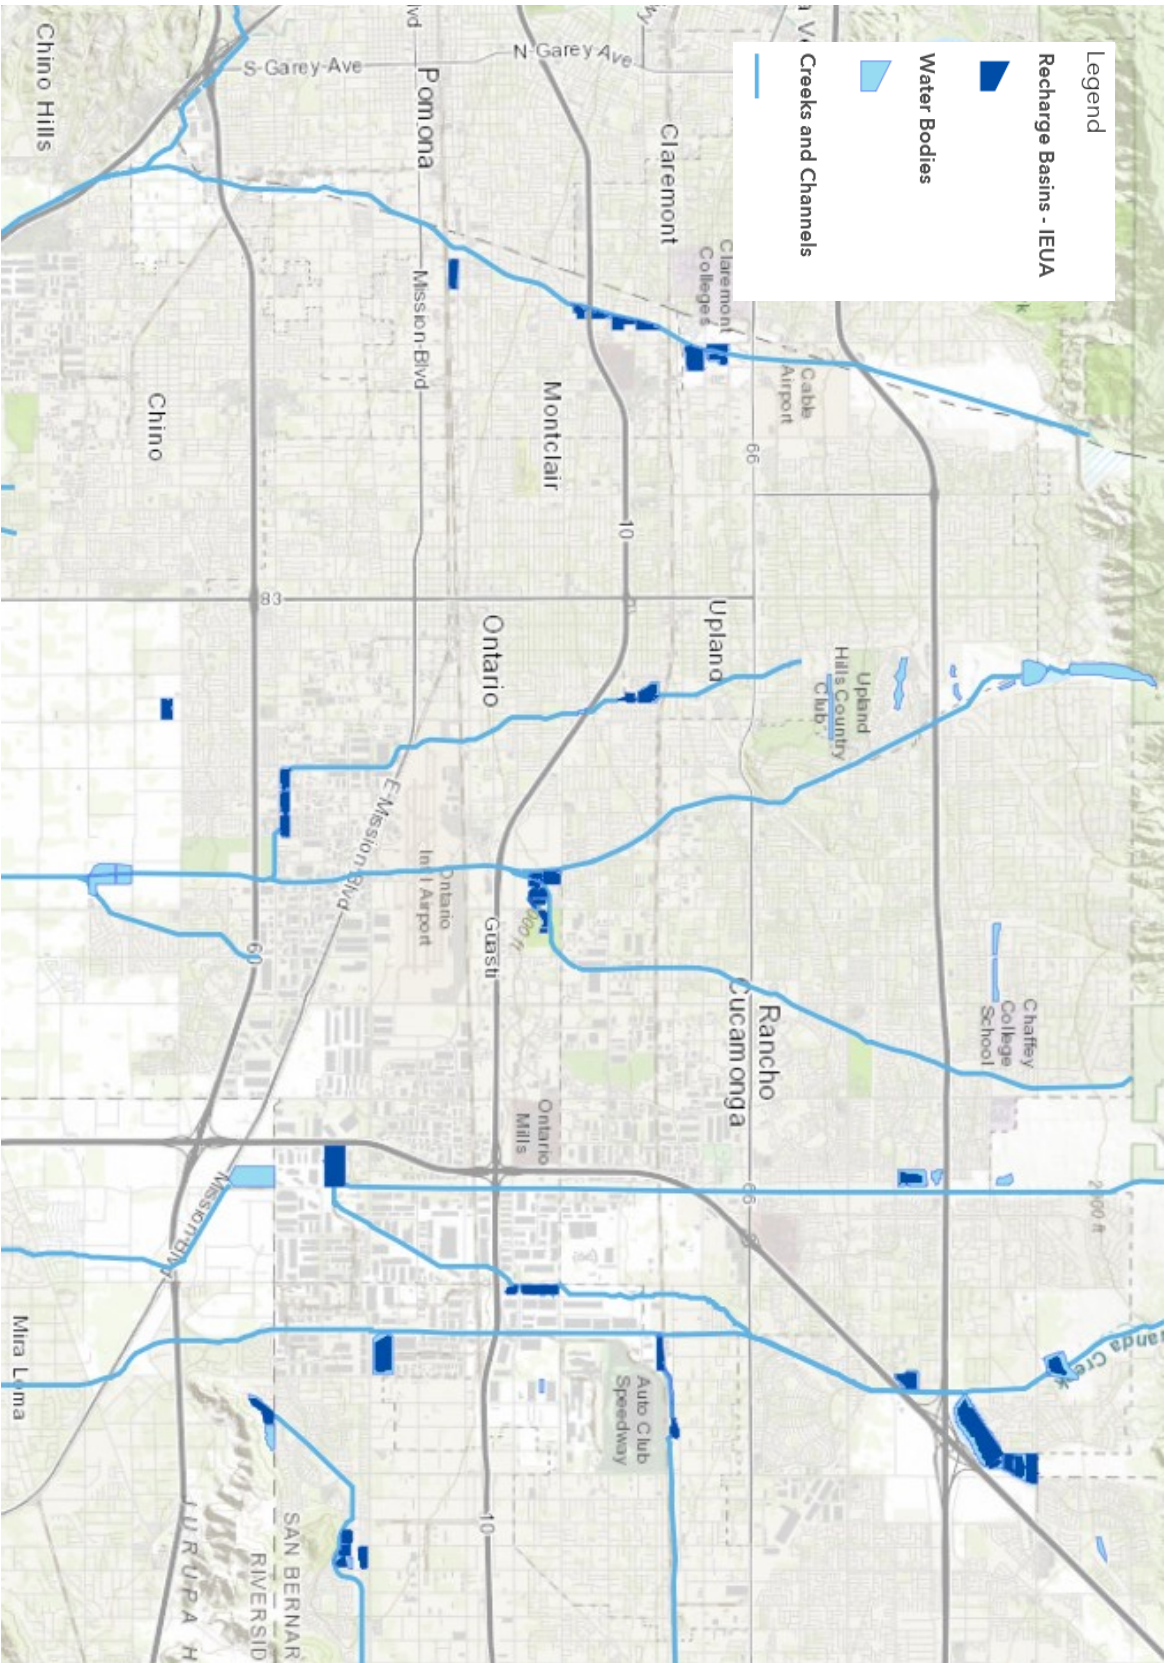 Legend
Recharge Basins - IEUA
Water Bodies
Creeks and Channels
Chino Hills
S-Garey-Ave
N-Garey Ave
Pomona
Claremont
Claremont
Colleges
Cable
Airport
Mission-Blvd
Montclair
Chino
66
10
83
Upland
Ontario
Upland
Hills Country
Club
E-Mission-Blvd
Ontario
Int'l Airport
Guasti
60
Rancho
Cucamonga
Chaffey
College
School
Ontario
Mills
66
2000 ft
Mission-Blvd
Mira Loma
Auto Club
Speedway
10
SAN BERNAR
RIVERSID
JURUPA H